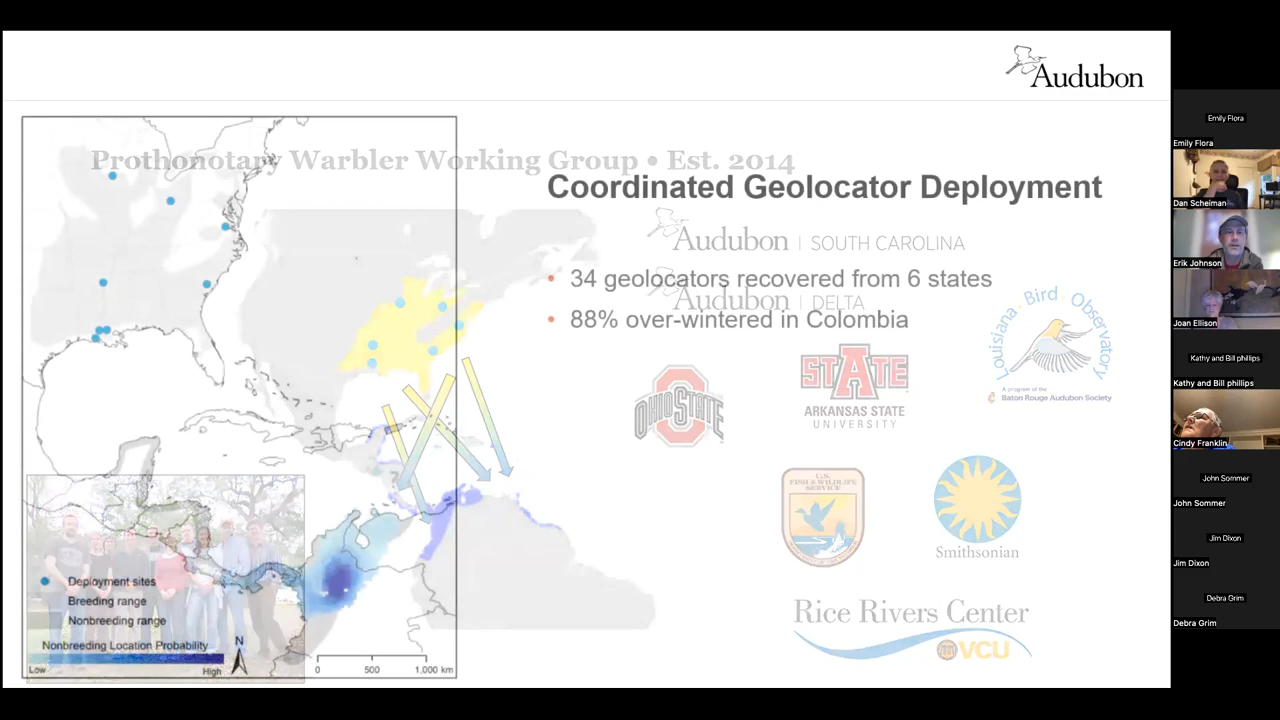 Audubon
Prothonotary Warbler Working Group • Est. 2014
Coordinated Geolocator Deployment
Audubon | SOUTH CAROLINA
• 34 geolocators recovered from 6 states
Audubon | DELTA
• 88% over-wintered in Colombia
Louisiana · Bird · Observatory
A program of the
Baton Rouge Audubon Society
OHIO STATE
STATE
ARKANSAS STATE
UNIVERSITY
U.S.
FISH & WILDLIFE
SERVICE
Smithsonian
Rice Rivers Center
VCU
Deployment sites
Breeding range
Nonbreeding range
Nonbreeding Location Probability
Low
High
N
0 500 1,000 km
Emily Flora
Emily Flora
Dan Scheiman
Erik Johnson
Joan Ellison
Kathy and Bill phillips
Kathy and Bill phillips
Cindy Franklin
John Sommer
John Sommer
Jim Dixon
Jim Dixon
Debra Grim
Debra Grim